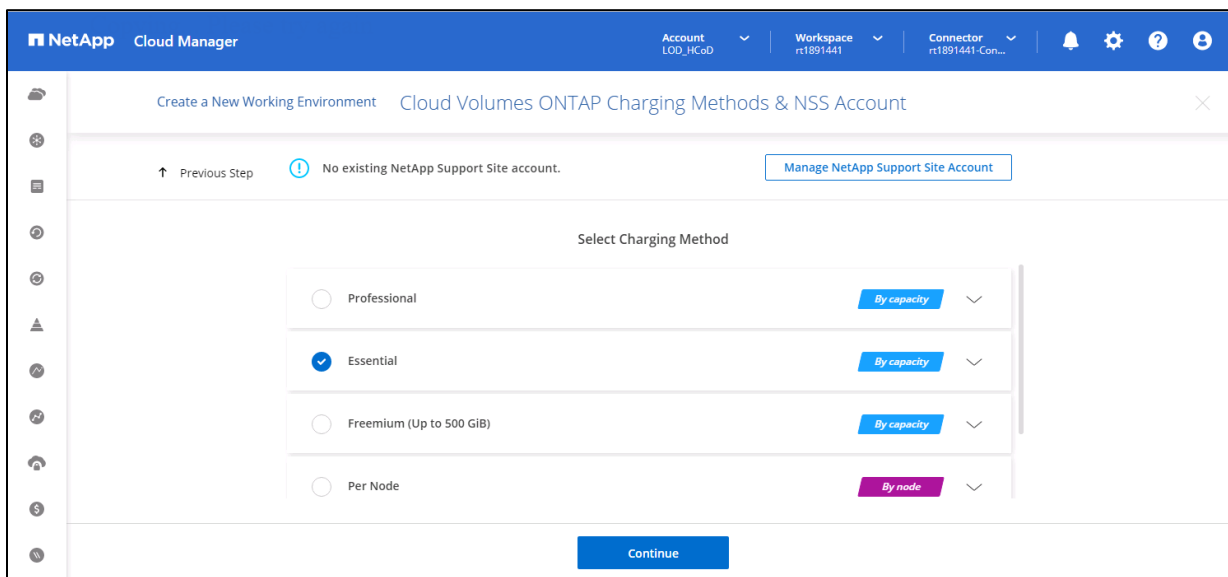 NetApp Cloud Manager
Account
LOD_HCoD
Workspace
rt1891441
Connector
rt1891441-Con...
Create a New Working Environment
Cloud Volumes ONTAP Charging Methods & NSS Account
Previous Step
No existing NetApp Support Site account.
Manage NetApp Support Site Account
Select Charging Method
Professional
By capacity
Essential
By capacity
Freemium (Up to 500 GiB)
By capacity
Per Node
By node
Continue